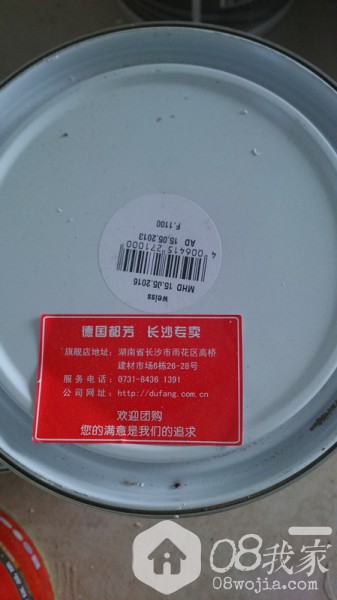 F.1100
AD 15.05.2013
4 006415 271000
MHD 15.05.2016
weiss
德国都芳 长沙专卖
旗舰店地址：湖南省长沙市雨花区高桥
建材市场6栋26-28号
服务电话：0731-8436 1391
公司网址：http://dufang.com.cn
欢迎团购
您的满意是我们的追求
08我家
08wojia.com